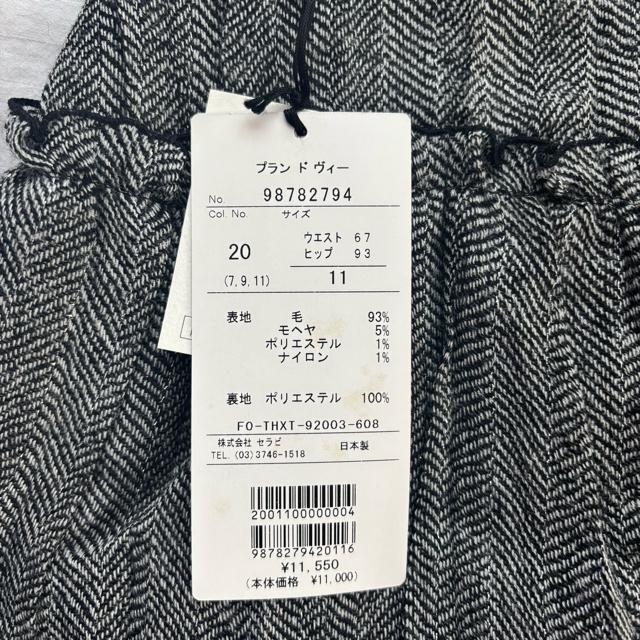 プラン ド ヴィー
No. 98782794
Col. No. サイズ
20 ウエスト 67
ヒップ 93
(7, 9, 11) 11
表地 毛 93%
モヘヤ 5%
ポリエステル 1%
ナイロン 1%
裏地 ポリエステル 100%
FO-THXT-92003-608
株式会社 セラビ 日本製
TEL. (03)3746-1518
2001100000004
9878279420116
¥11,550
(本体価格 ¥11,000)